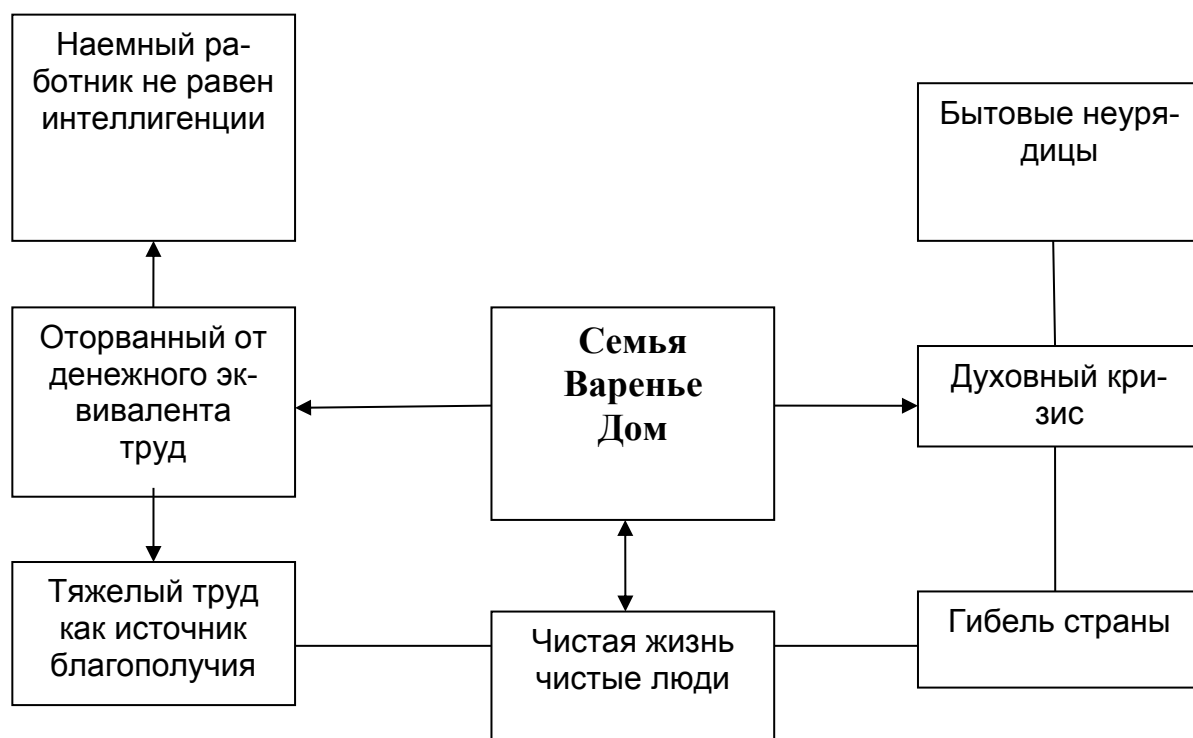 Наемный ра-
ботник не равен
интеллигенции
Бытовые неуря-
дицы
Оторванный от
денежного эк-
вивалента
труд
Семья
Варенье
Дом
Духовный кри-
зис
Тяжелый труд
как источник
благополучия
Чистая жизнь
чистые люди
Гибель страны